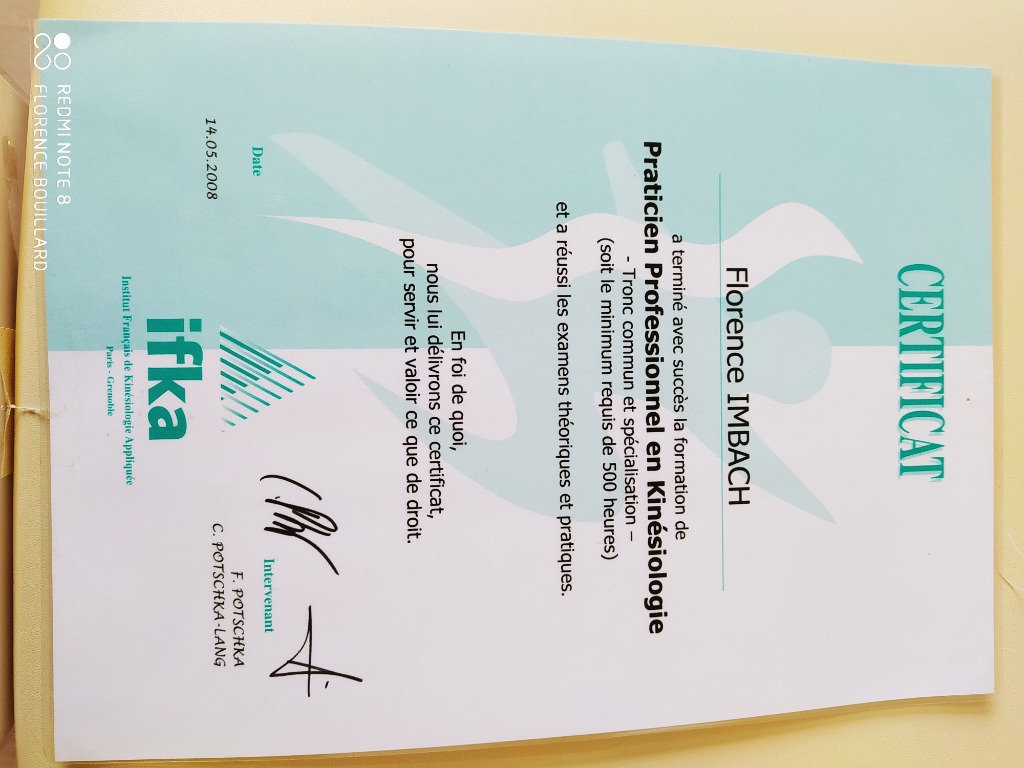 CERTIFICAT
Florence IMBACH
a terminé avec succès la formation de
Praticien Professionnel en Kinésiologie
- Tronc commun et spécialisation –
(soit le minimum requis de 500 heures)
et a réussi les examens théoriques et pratiques.
En foi de quoi,
nous lui délivrons ce certificat,
pour servir et valoir ce que de droit.
Date
14.05.2008
Intervenant
F. POTSCHKA
C. POTSCHKA-LANG
ifka
Institut Français de Kinésiologie Appliquée
Paris - Grenoble
REDMI NOTE 8
FLORENCE BOUILLARD